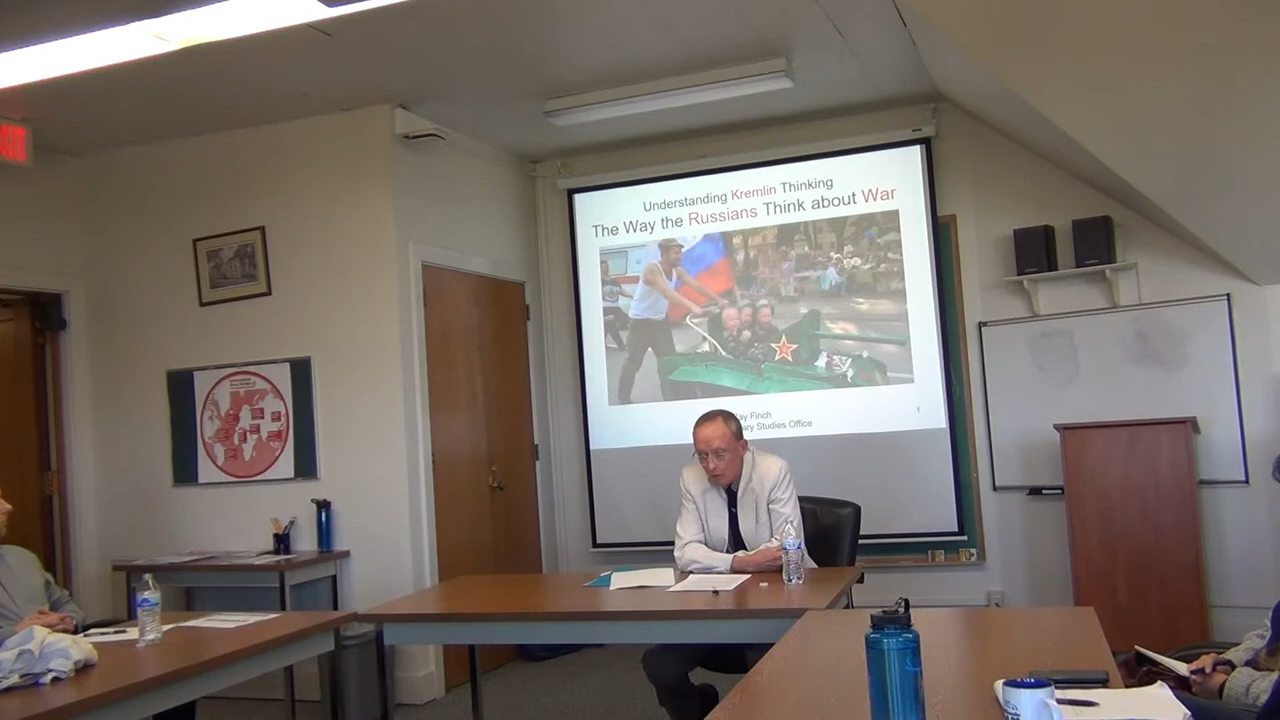 Understanding Kremlin Thinking
The Way the Russians Think about War
ay Finch
ary Studies Office
1